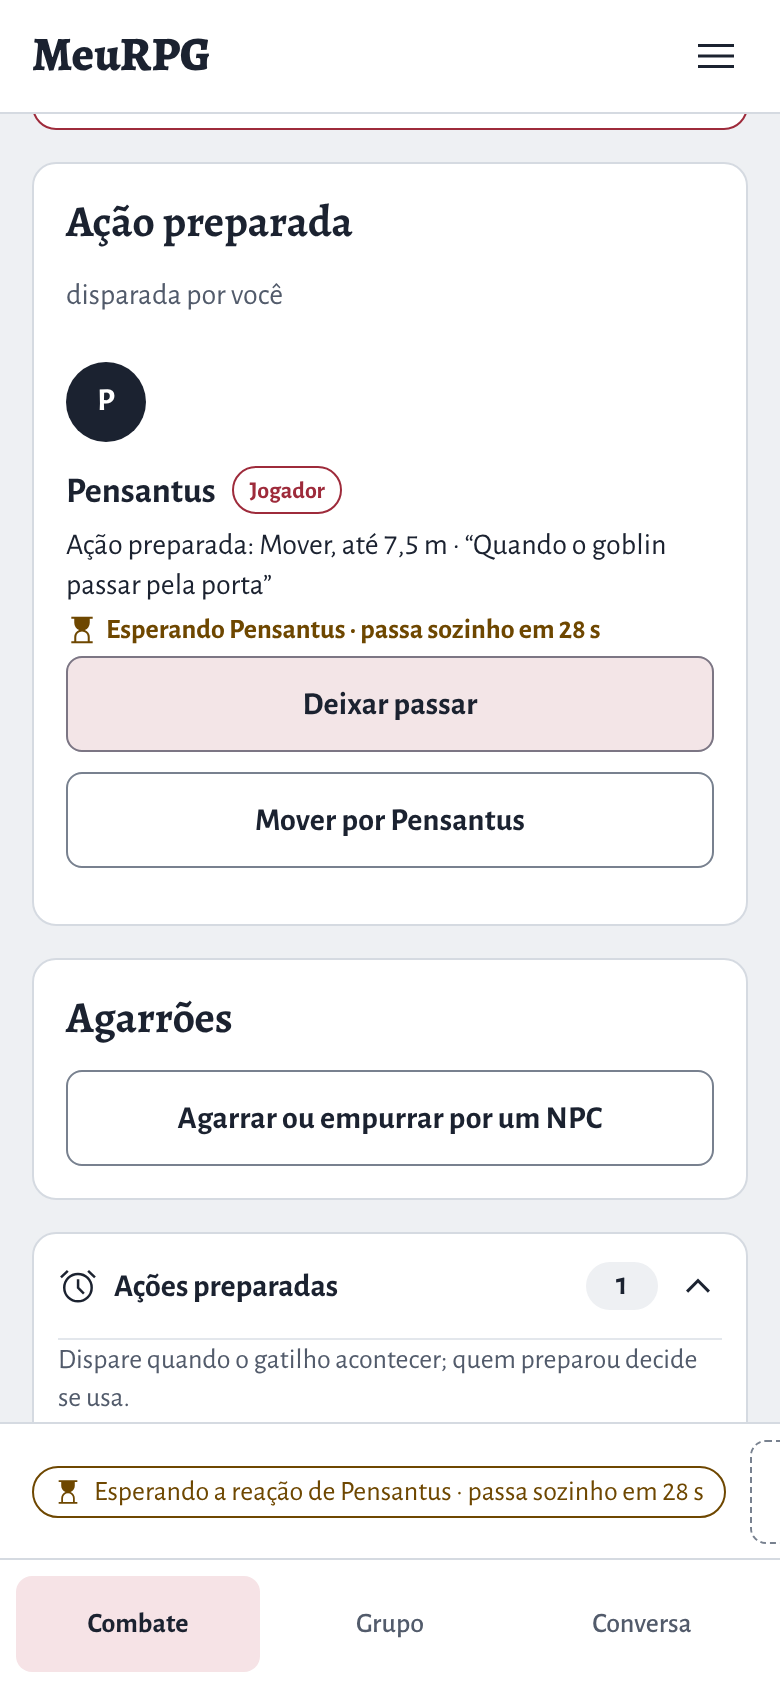 MeuRPG
Ação preparada
disparada por você
P
Pensantus
Jogador
Ação preparada: Mover, até 7,5 m · “Quando o goblin
passar pela porta”
Esperando Pensantus · passa sozinho em 28 s
Deixar passar
Mover por Pensantus
Agarrões
Agarrar ou empurrar por um NPC
Ações preparadas
1
Dispare quando o gatilho acontecer; quem preparou decide
se usa.
Esperando a reação de Pensantus · passa sozinho em 28 s
Combate
Grupo
Conversa